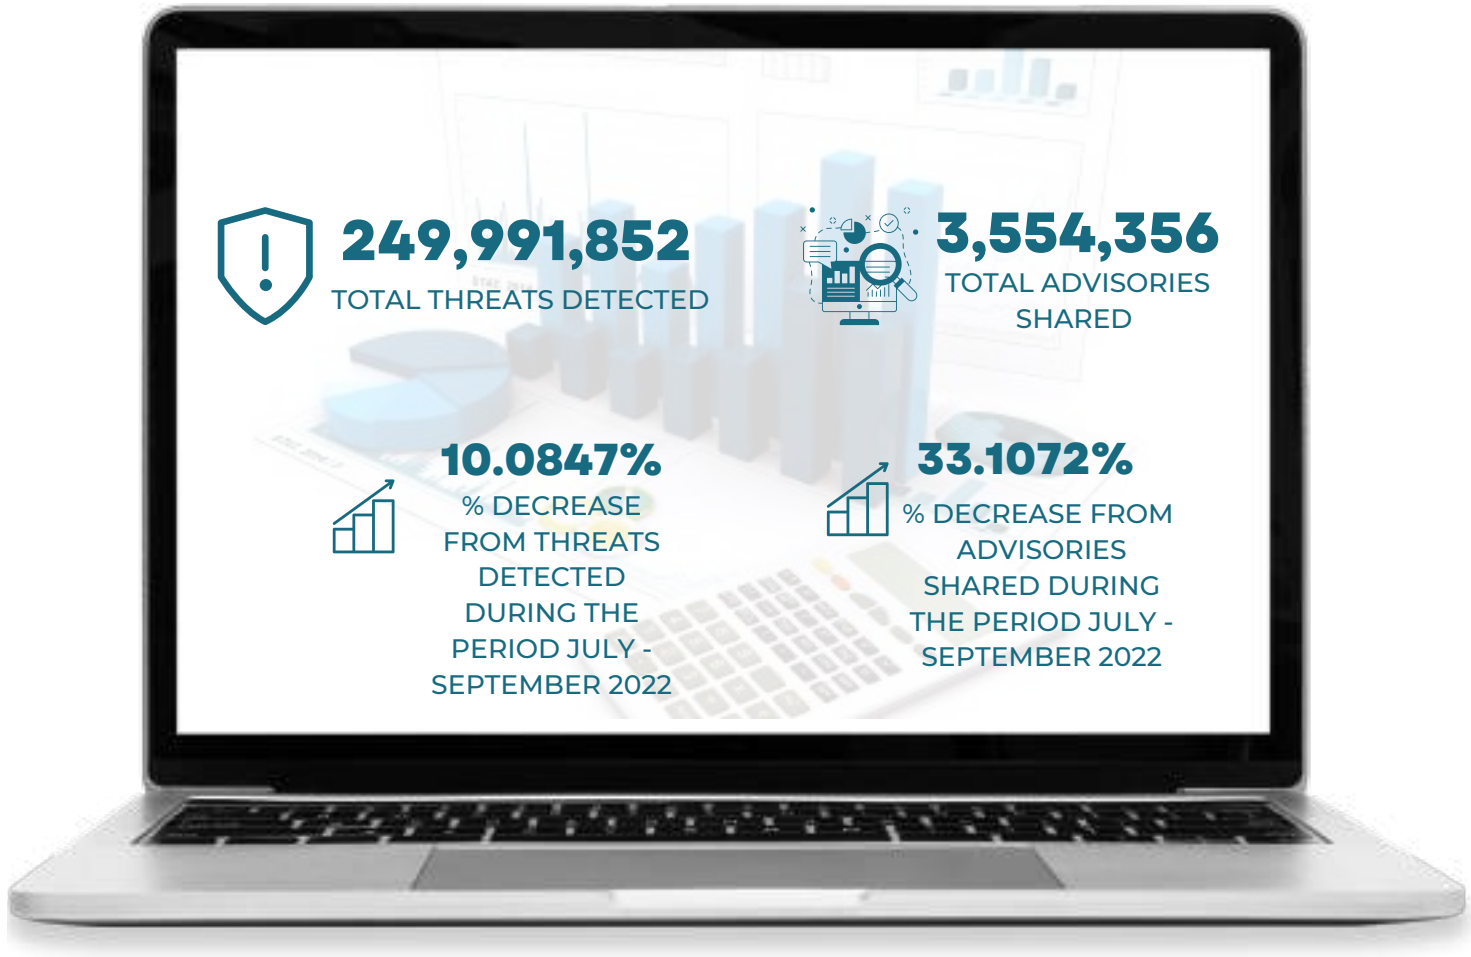 249,991,852
TOTAL THREATS DETECTED
3,554,356
TOTAL ADVISORIES
SHARED
10.0847%
% DECREASE
FROM THREATS
DETECTED
DURING THE
PERIOD JULY -
SEPTEMBER 2022
33.1072%
% DECREASE FROM
ADVISORIES
SHARED DURING
THE PERIOD JULY -
SEPTEMBER 2022